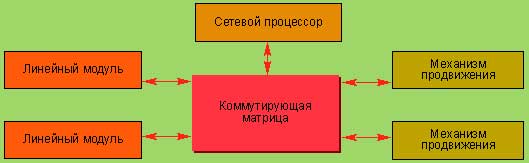 Сетевой процессор
Линейный модуль
Механизм
продвижения
Коммутирующая
матрица
Линейный модуль
Механизм
продвижения